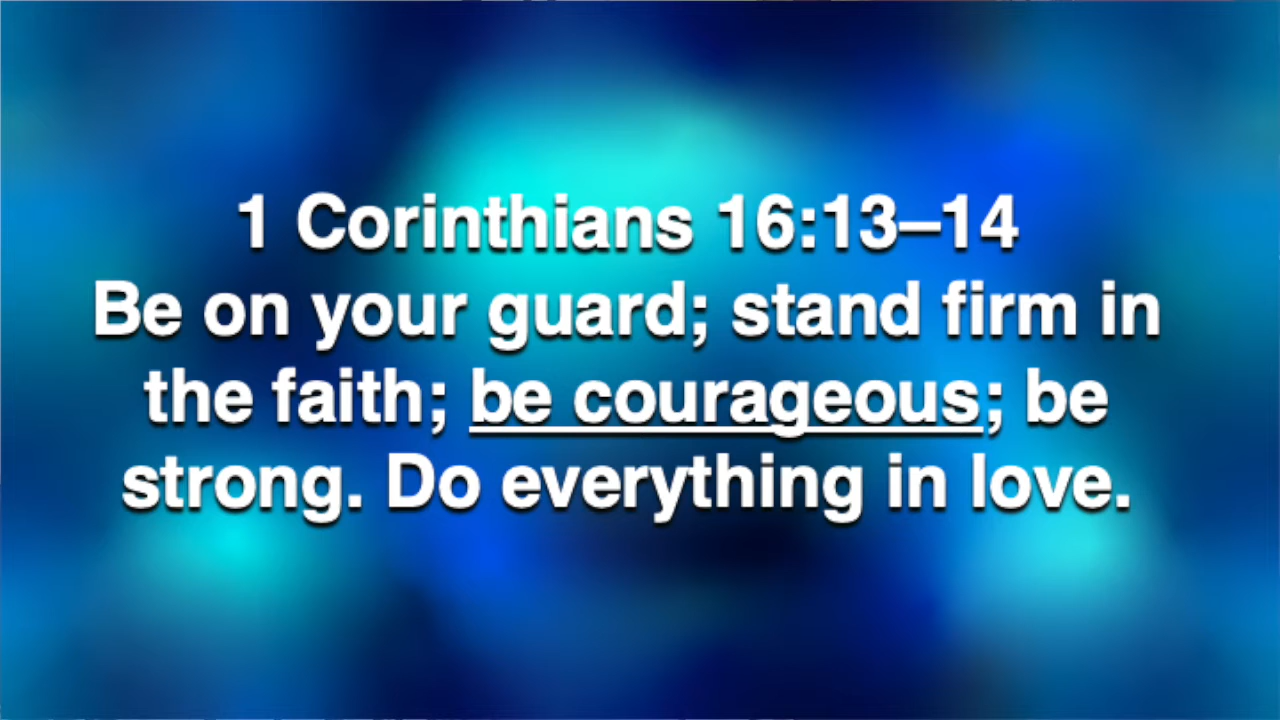 1 Corinthians 16:13–14
Be on your guard; stand firm in
the faith; be courageous; be
strong. Do everything in love.